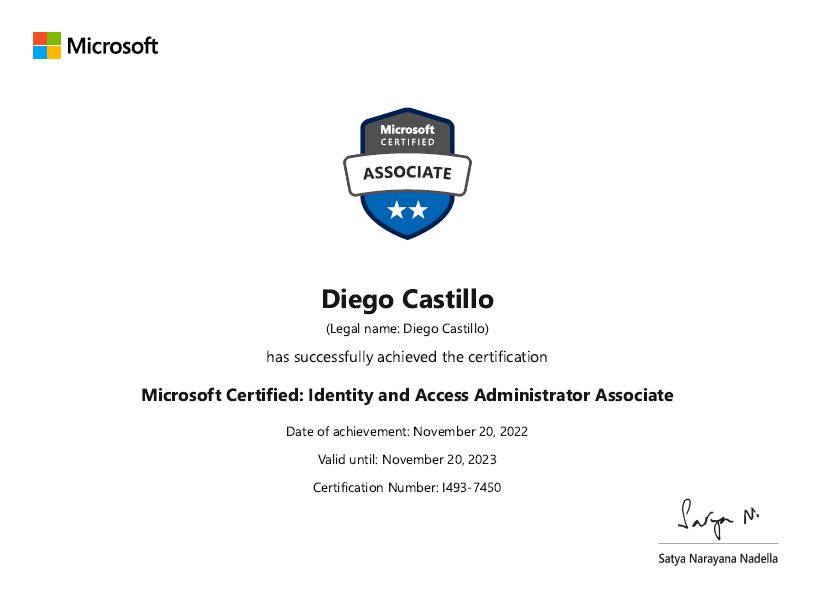 Microsoft
Microsoft
CERTIFIED
ASSOCIATE
Diego Castillo
(Legal name: Diego Castillo)
has successfully achieved the certification
Microsoft Certified: Identity and Access Administrator Associate
Date of achievement: November 20, 2022
Valid until: November 20, 2023
Certification Number: I493-7450
Satya N.
Satya Narayana Nadella